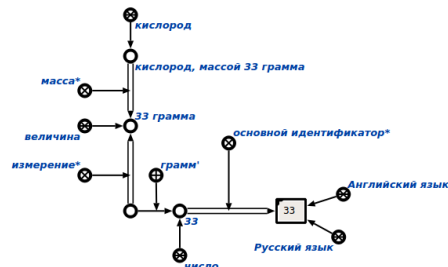 кислород
кислород, массой 33 грамма
масса*
33 грамма
величина
основной идентификатор*
измерение*
грамм'
Английский язык
33
33
Русский язык
число